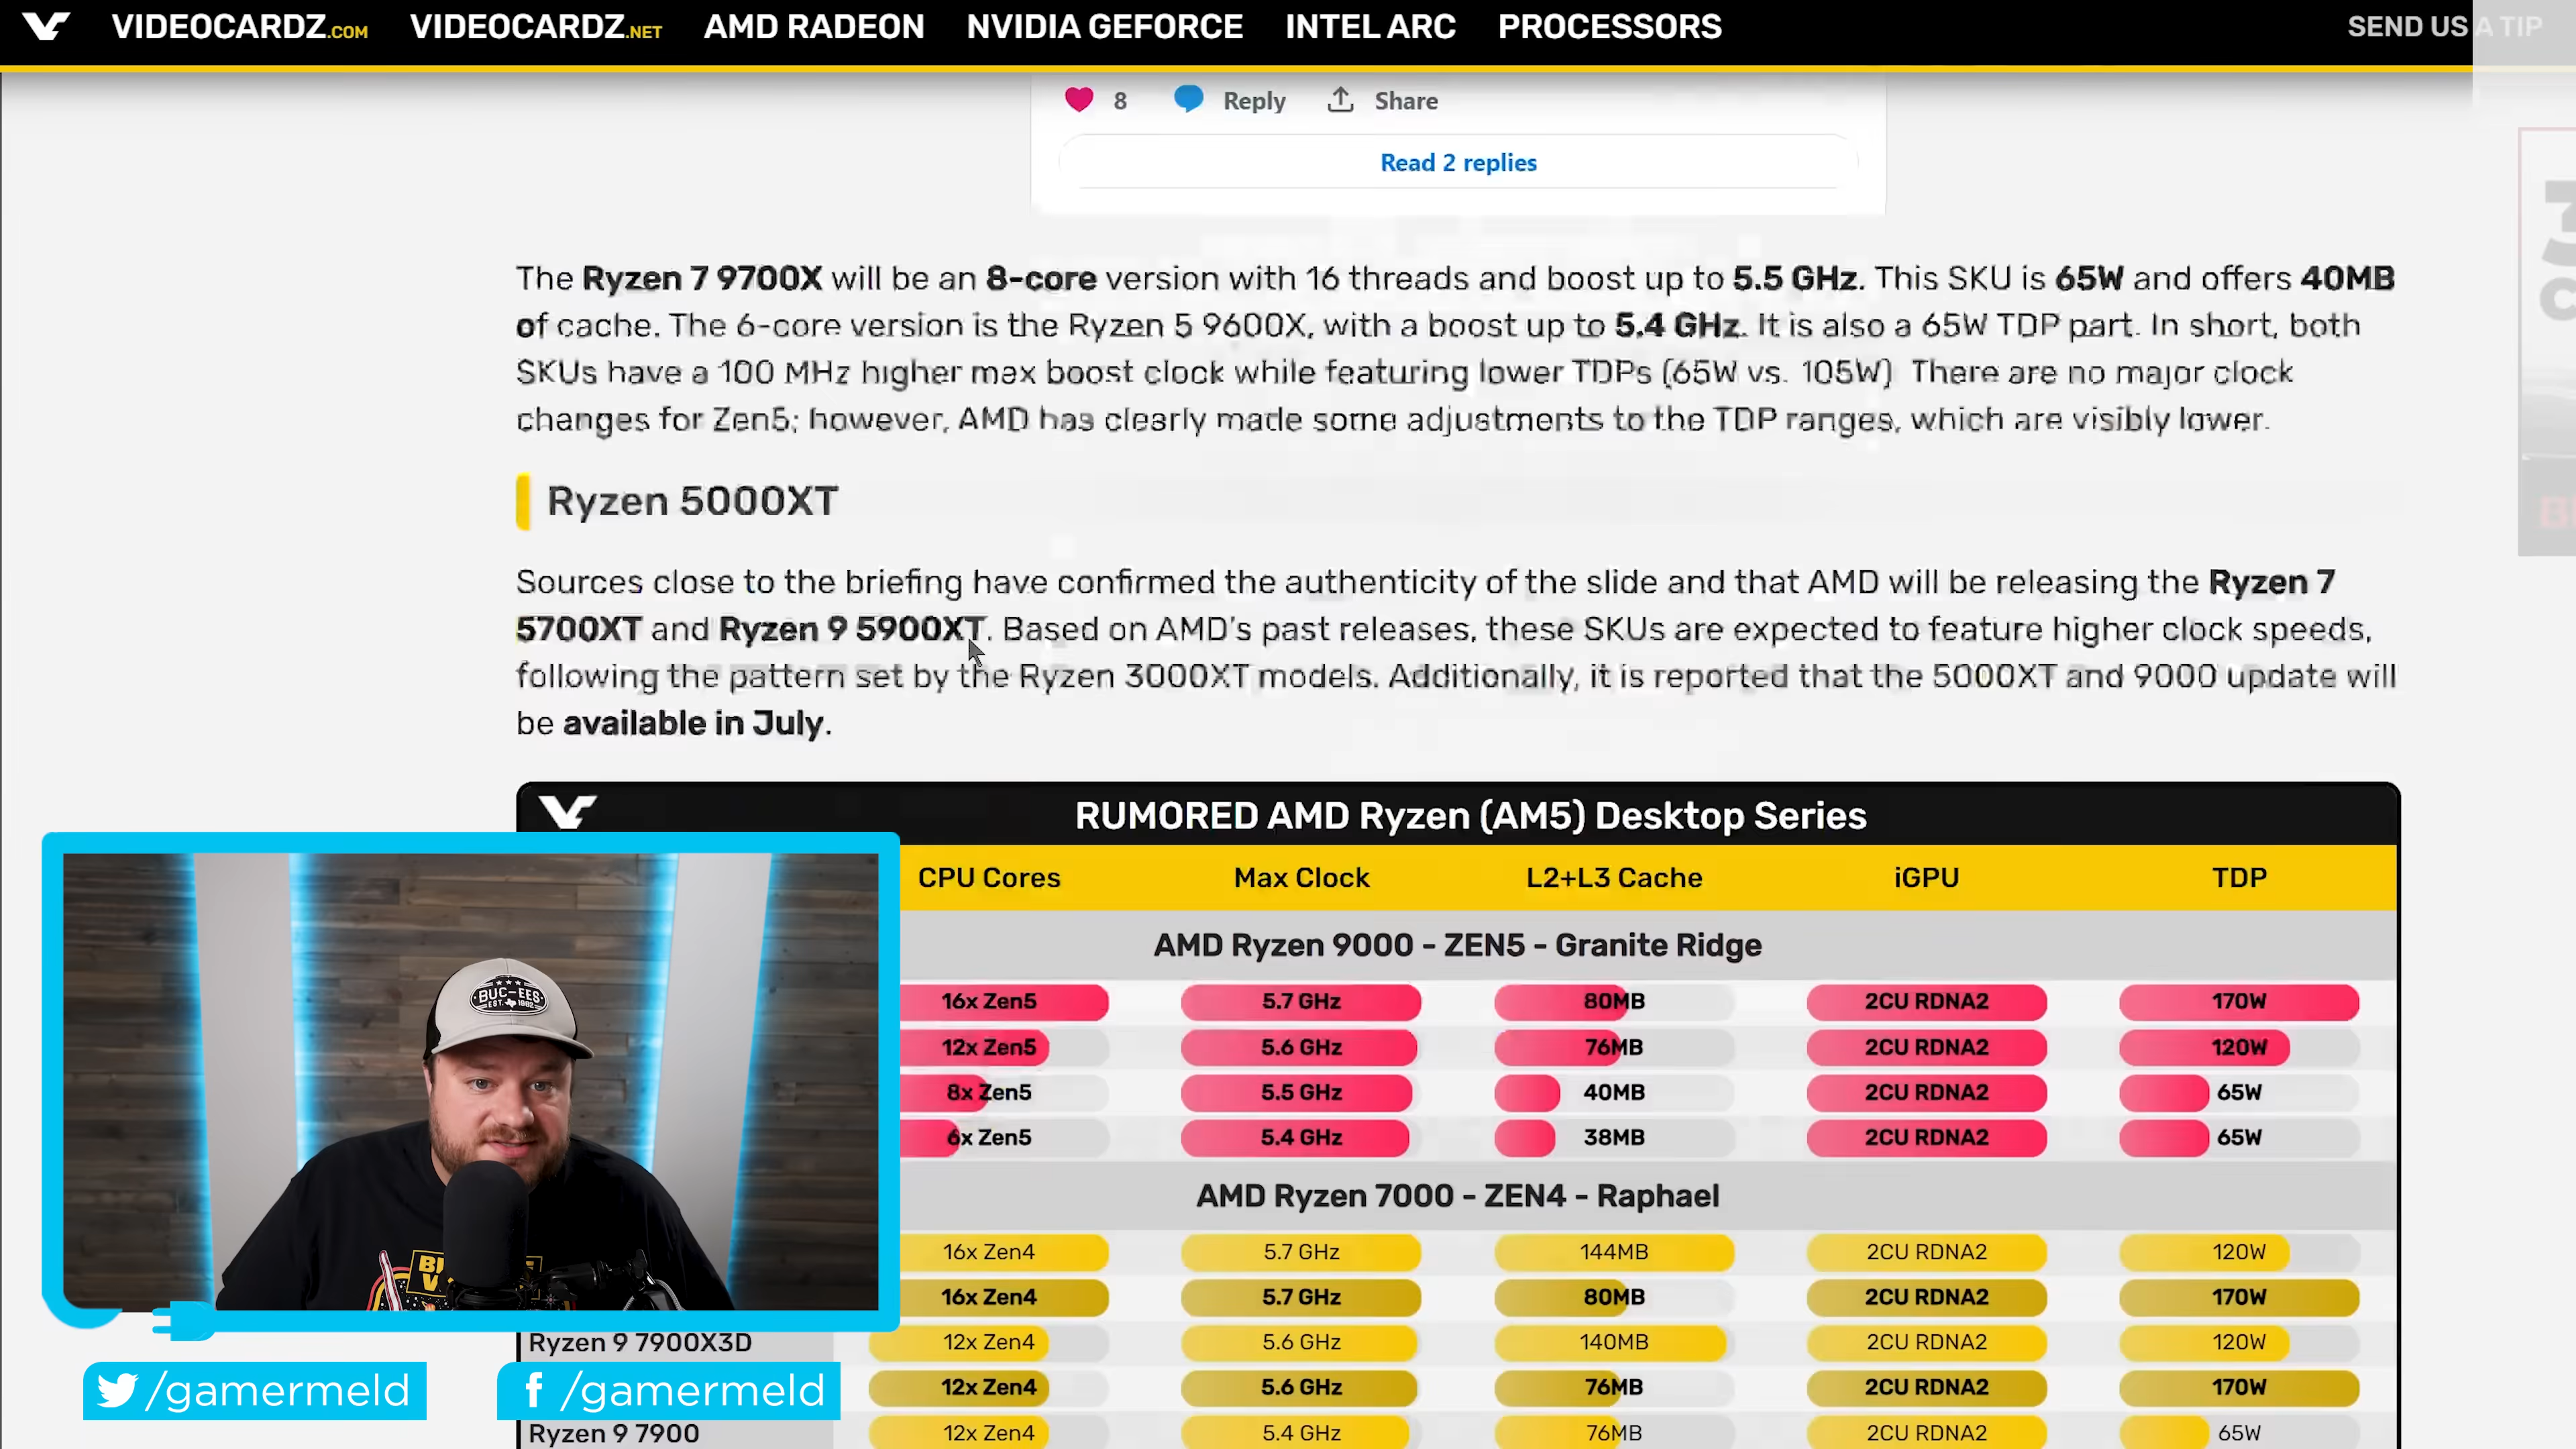 VIDEOCARDZ.COM VIDEOCARDZ.NET AMD RADEON NVIDIA GEFORCE INTEL ARC PROCESSORS SEND US A TIP
8 Reply Share
Read 2 replies
The Ryzen 7 9700X will be an 8-core version with 16 threads and boost up to 5.5 GHz. This SKU is 65W and offers 40MB
of cache. The 6-core version is the Ryzen 5 9600X, with a boost up to 5.4 GHz. It is also a 65W TDP part. In short, both
SKUs have a 100 MHz higher max boost clock while featuring lower TDPs (65W vs. 105W) There are no major clock
changes for Zen5; however, AMD has clearly made some adjustments to the TDP ranges, which are visibly lower.
Ryzen 5000XT
Sources close to the briefing have confirmed the authenticity of the slide and that AMD will be releasing the Ryzen 7
5700XT and Ryzen 9 5900XT. Based on AMD's past releases, these SKUs are expected to feature higher clock speeds,
following the pattern set by the Ryzen 3000XT models. Additionally, it is reported that the 5000XT and 9000 update will
be available in July.
RUMORED AMD Ryzen (AM5) Desktop Series
CPU Cores Max Clock L2+L3 Cache iGPU TDP
AMD Ryzen 9000 - ZEN5 - Granite Ridge
16x Zen5 5.7 GHz 80MB 2CU RDNA2 170W
12x Zen5 5.6 GHz 76MB 2CU RDNA2 120W
8x Zen5 5.5 GHz 40MB 2CU RDNA2 65W
6x Zen5 5.4 GHz 38MB 2CU RDNA2 65W
AMD Ryzen 7000 - ZEN4 - Raphael
16x Zen4 5.7 GHz 144MB 2CU RDNA2 120W
16x Zen4 5.7 GHz 80MB 2CU RDNA2 170W
Ryzen 9 7900X3D 12x Zen4 5.6 GHz 140MB 2CU RDNA2 120W
12x Zen4 5.6 GHz 76MB 2CU RDNA2 170W
Ryzen 9 7900 12x Zen4 5.4 GHz 76MB 2CU RDNA2 65W
BUC-EES
EST. 1982
/gamermeld
/gamermeld